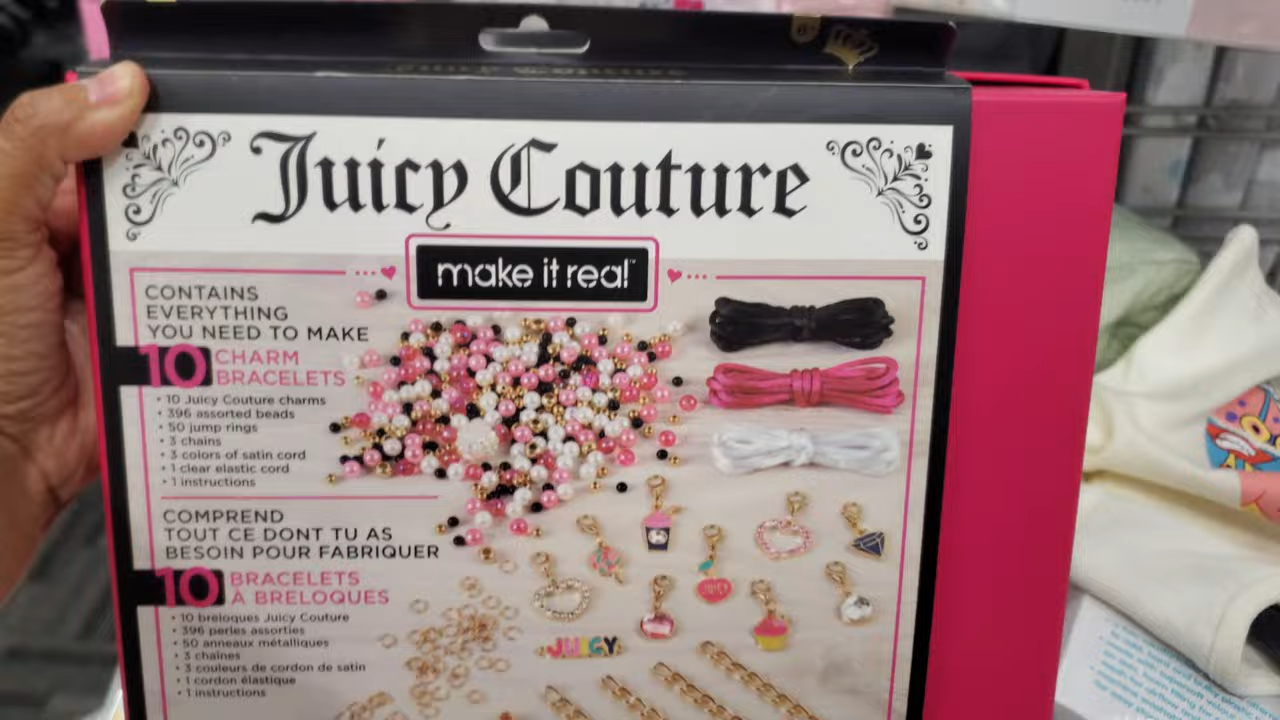 Juicy Couture
make it real™
CONTAINS
EVERYTHING
YOU NEED TO MAKE
10 CHARM
BRACELETS
• 10 Juicy Couture charms
• 396 assorted beads
• 50 jump rings
• 3 chains
• 3 colors of satin cord
• 1 clear elastic cord
• 1 instructions
COMPREND
TOUT CE DONT TU AS
BESOIN POUR FABRIQUER
10 BRACELETS
À BRELOQUES
• 10 breloques Juicy Couture
• 396 perles assorties
• 50 anneaux métalliques
• 3 chaînes
• 3 couleurs de cordon de satin
• 1 cordon élastique
• 1 instructions
JUICY
JUICY